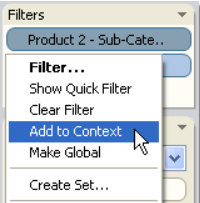 Filters
Product 2 - Sub-Cate..
Filter...
Show Quick Filter
Clear Filter
Add to Context
Make Global
Create Set...